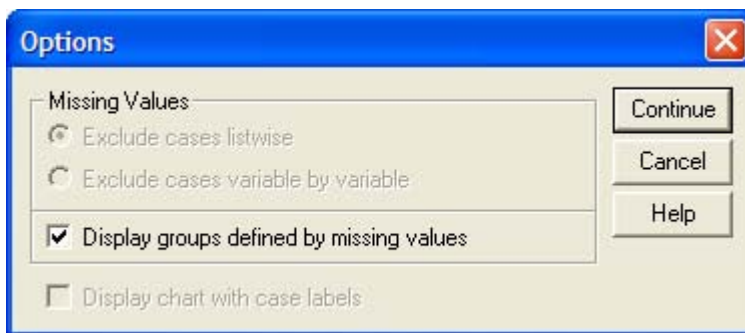 Options
Missing Values
Exclude cases listwise
Exclude cases variable by variable
Display groups defined by missing values
Display chart with case labels
Continue
Cancel
Help